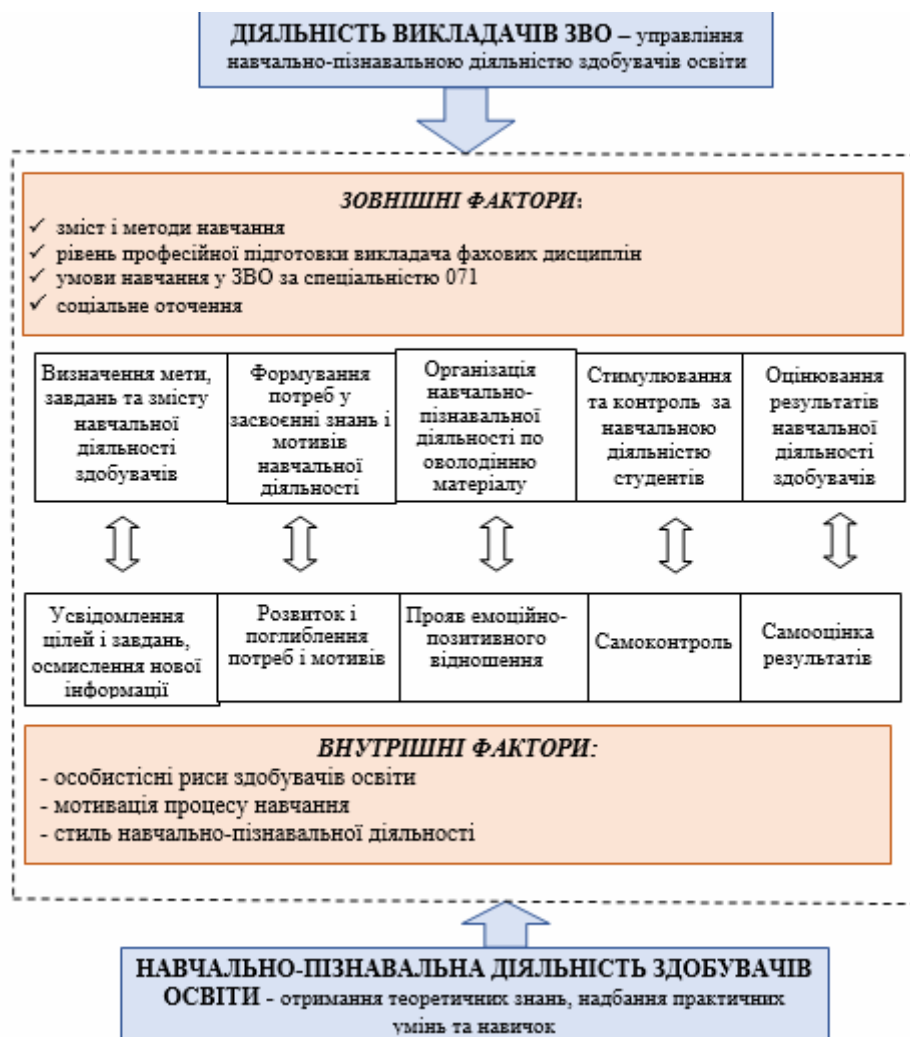 ДІЯЛЬНІСТЬ ВИКЛАДАЧІВ ЗВО – управління
навчально-пізнавальною діяльністю здобувачів освіти
ЗОВНІШНІ ФАКТОРИ:
✓ зміст і методи навчання
✓ рівень професійної підготовки викладача фахових дисциплін
✓ умови навчання у ЗВО за спеціальністю 071
✓ соціальне оточення
Визначення мети,
завдань та змісту
навчальної
діяльності
здобувачів
Формування
потреб у
засвоєнні знань і
мотивів
навчальної
діяльності
Організація
навчально-
пізнавальної
діяльності по
оволодінню
матеріалу
Стимулювання
та контроль за
навчальною
діяльністю
студентів
Оцінювання
результатів
навчальної
діяльності
здобувачів
Усвідомлення
цілей і завдань,
осмислення нової
інформації
Розвиток і
поглиблення
потреб і мотивів
Прояв емоційно-
позитивного
відношення
Самоконтроль
Самооцінка
результатів
ВНУТРІШНІ ФАКТОРИ:
- особистісні риси здобувачів освіти
- мотивація процесу навчання
- стиль навчально-пізнавальної діяльності
НАВЧАЛЬНО-ПІЗНАВАЛЬНА ДІЯЛЬНІСТЬ ЗДОБУВАЧІВ
ОСВІТИ - отримання теоретичних знань, надбання практичних
умінь та навичок